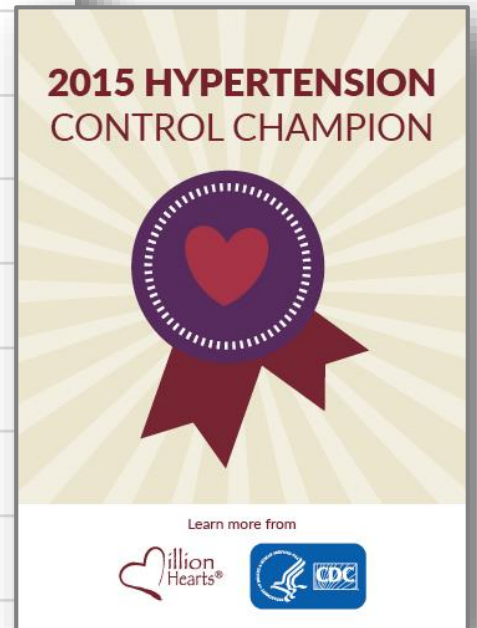 2015 HYPERTENSION
CONTROL CHAMPION
Learn more from
Million
Hearts®
CDC